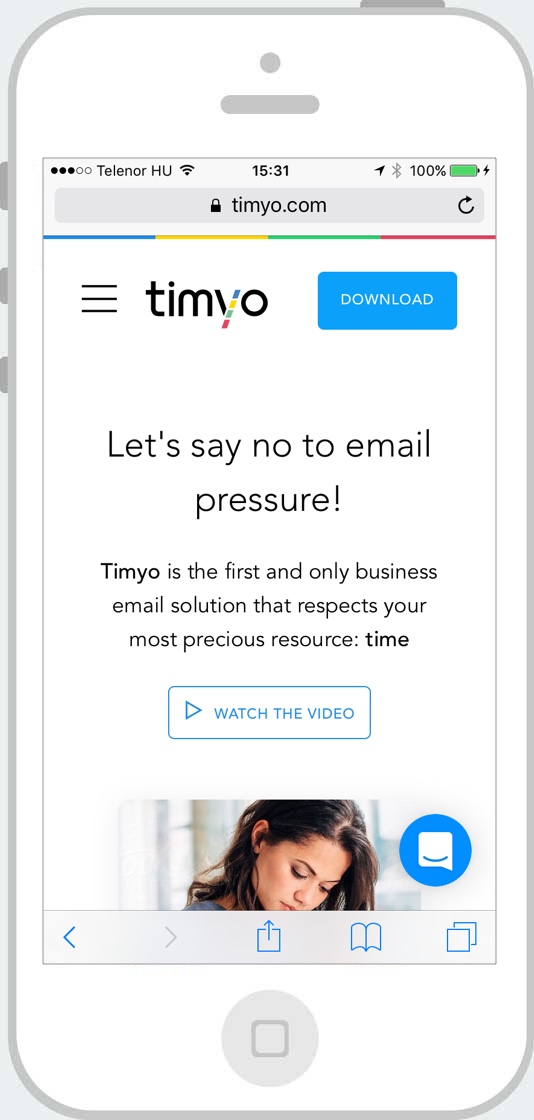 Telenor HU 15:31 100%
timyo.com
timyo DOWNLOAD
Let's say no to email
pressure!
Timyo is the first and only business
email solution that respects your
most precious resource: time
WATCH THE VIDEO